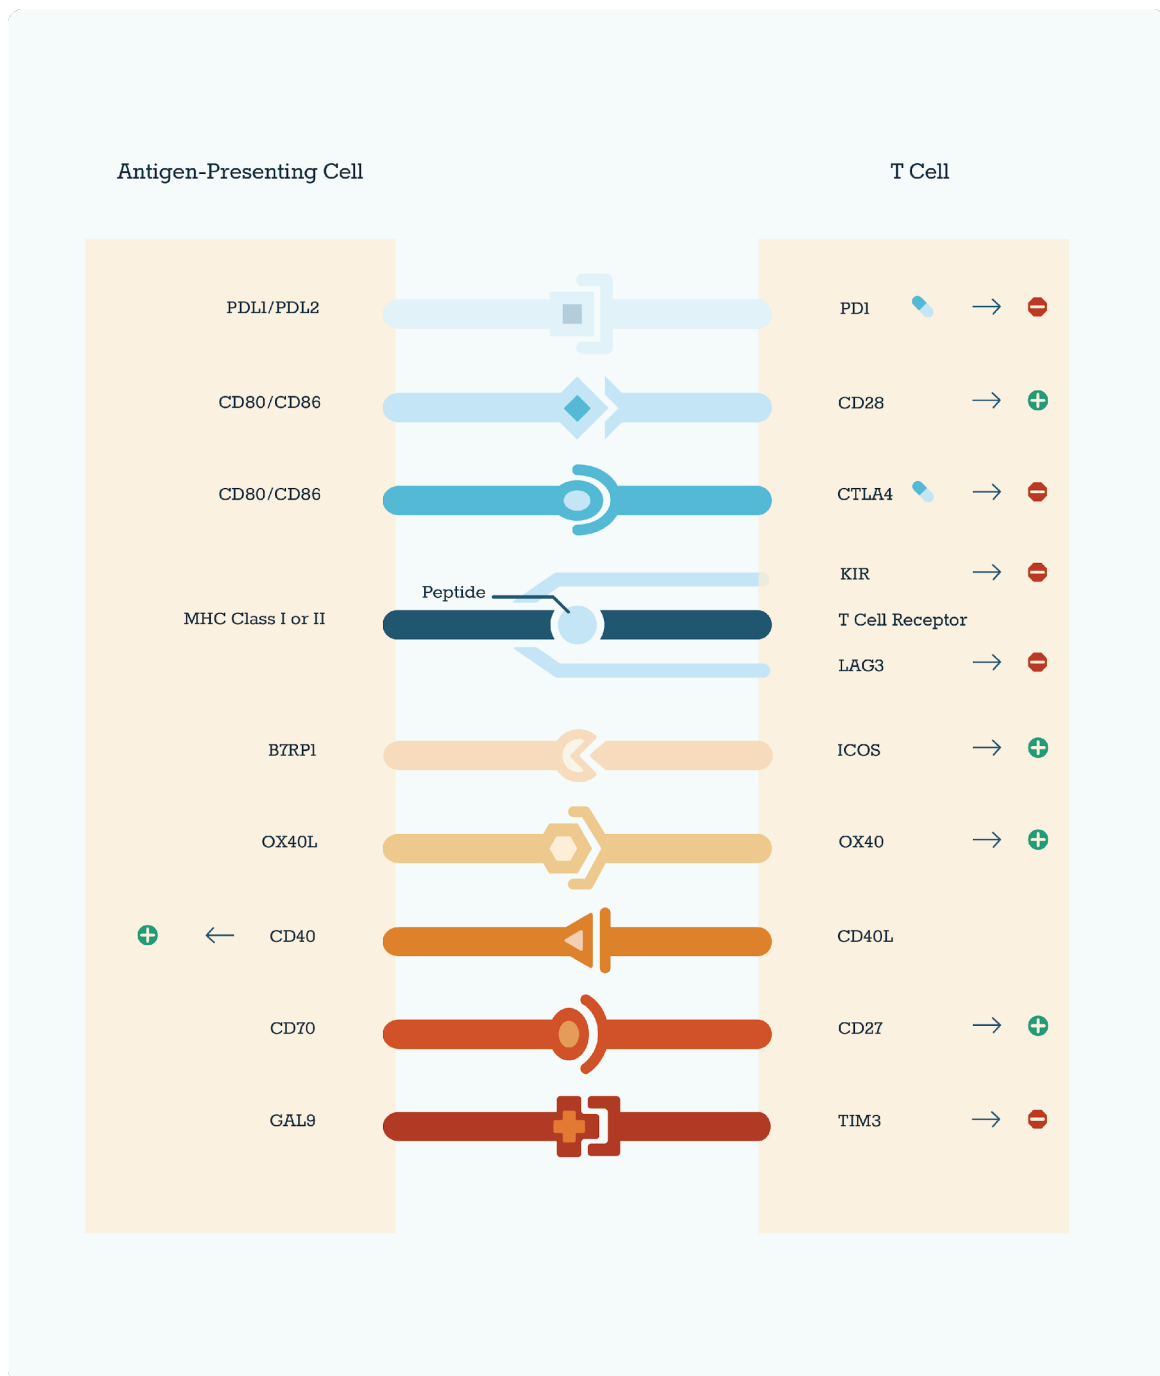 Antigen-Presenting Cell
T Cell
PDL1/PDL2
PD1
CD80/CD86
CD28
CD80/CD86
CTLA4
KIR
Peptide
MHC Class I or II
T Cell Receptor
LAG3
B7RP1
ICOS
OX40L
OX40
CD40
CD40L
CD70
CD27
GAL9
TIM3